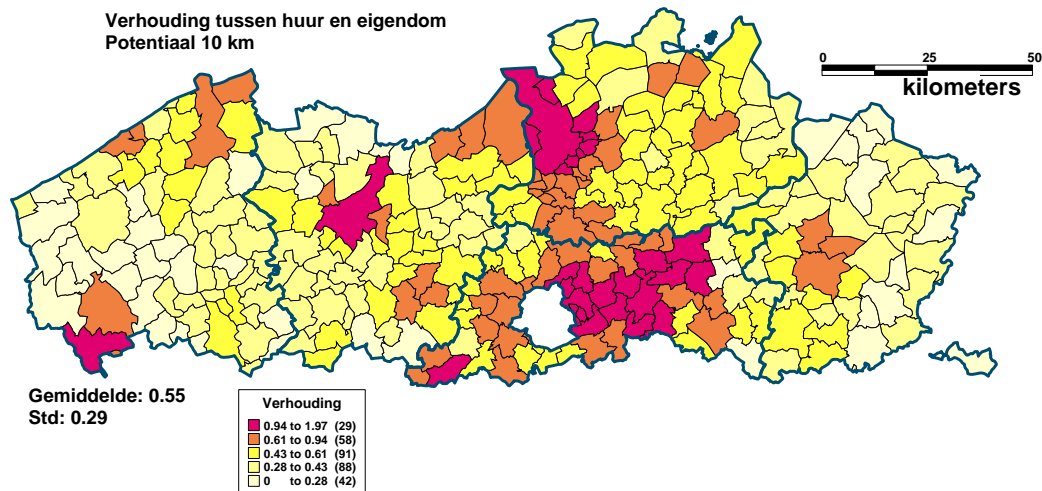 Verhouding tussen huur en eigendom
Potentiaal 10 km
0 25 50
kilometers
Gemiddelde: 0.55
Std: 0.29
Verhouding
0.94 to 1.97 (29)
0.61 to 0.94 (58)
0.43 to 0.61 (91)
0.28 to 0.43 (88)
0 to 0.28 (42)